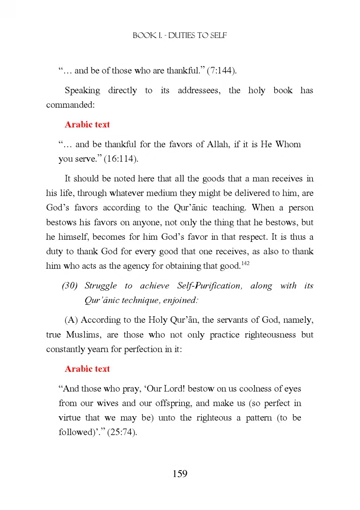 BOOK I. - DUTIES TO SELF
“… and be of those who are thankful.” (7:144).
Speaking directly to its addressees, the holy book has
commanded:
Arabic text
“… and be thankful for the favors of Allah, if it is He Whom
you serve.” (16:114).
It should be noted here that all the goods that a man receives in
his life, through whatever medium they might be delivered to him, are
God’s favors according to the Qur’ānic teaching. When a person
bestows his favors on anyone, not only the thing that he bestows, but
he himself, becomes for him God’s favor in that respect. It is thus a
duty to thank God for every good that one receives, as also to thank
him who acts as the agency for obtaining that good.142
(30) Struggle to achieve Self-Purification, along with its
Qur’ānic technique, enjoined:
(A) According to the Holy Qur’ān, the servants of God, namely,
true Muslims, are those who not only practice righteousness but
constantly yearn for perfection in it:
Arabic text
“And those who pray, ‘Our Lord! bestow on us coolness of eyes
from our wives and our offspring, and make us (so perfect in
virtue that we may be) unto the righteous a pattern (to be
followed)’.” (25:74).
159